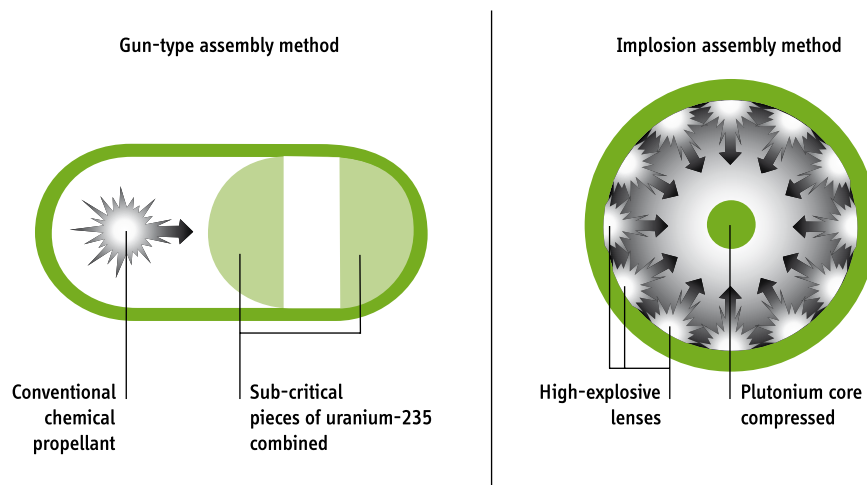 Gun-type assembly method
Conventional
chemical
propellant
Sub-critical
pieces of uranium-235
combined
Implosion assembly method
High-explosive
lenses
Plutonium core
compressed